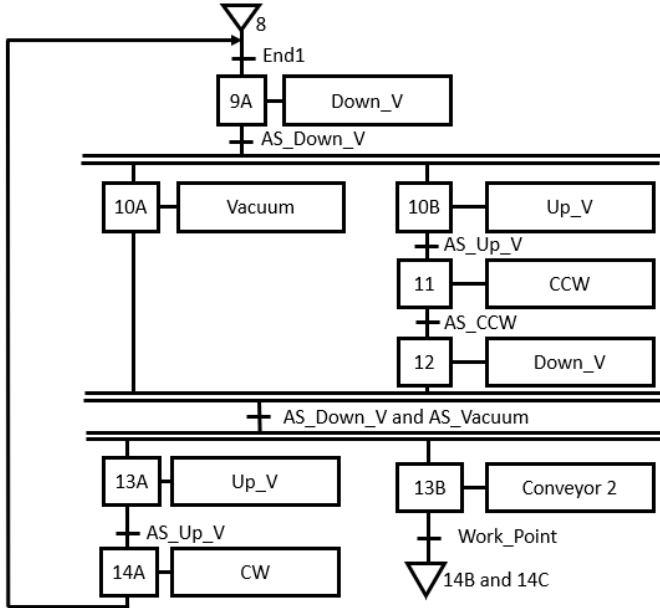 8
End1
9A Down_V
AS_Down_V
10A Vacuum 10B Up_V
AS_Up_V
11 CCW
AS_CCW
12 Down_V
AS_Down_V and AS_Vacuum
13A Up_V 13B Conveyor 2
AS_Up_V Work_Point
14A CW 14B and 14C